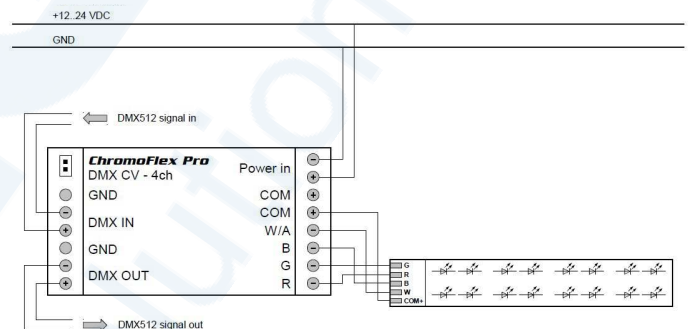 +12..24 VDC
GND
DMX512 signal in
ChromoFlex Pro
DMX CV - 4ch
Power in
GND
COM
COM
DMX IN
W/A
GND
B
G
DMX OUT
R
G
R
B
W
COM+
DMX512 signal out